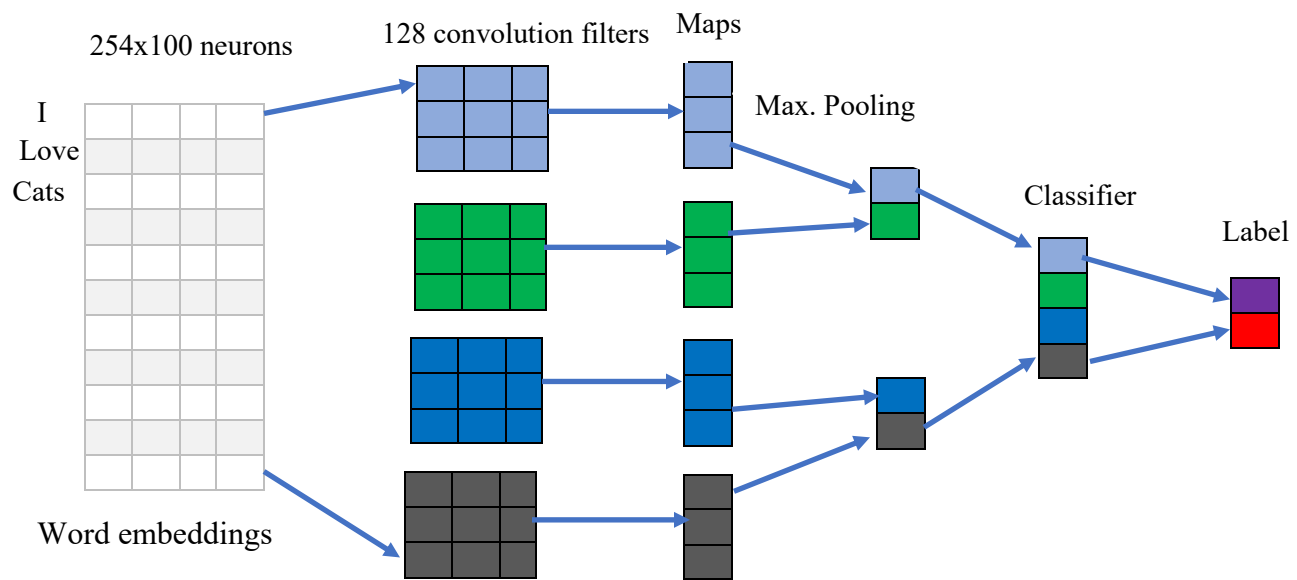 254x100 neurons
128 convolution filters
Maps
I
Love
Cats
Max. Pooling
Classifier
Label
Word embeddings